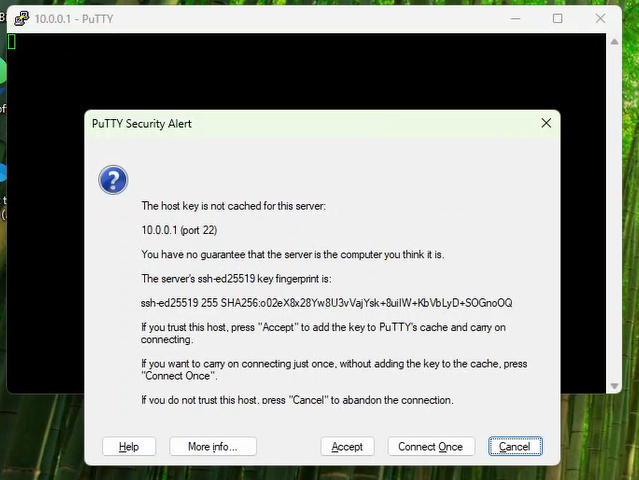 10.0.0.1 - PuTTY
PuTTY Security Alert
The host key is not cached for this server:
10.0.0.1 (port 22)
You have no guarantee that the server is the computer you think it is.
The server's ssh-ed25519 key fingerprint is:
ssh-ed25519 255 SHA256:o02eX8x28Yw8U3vVajYsk+8uiIW+KbVbLyD+SOGnoOQ
If you trust this host, press "Accept" to add the key to PuTTY's cache and carry on
connecting.
If you want to carry on connecting just once, without adding the key to the cache, press
"Connect Once".
If you do not trust this host, press "Cancel" to abandon the connection.
Help
More info...
Accept
Connect Once
Cancel